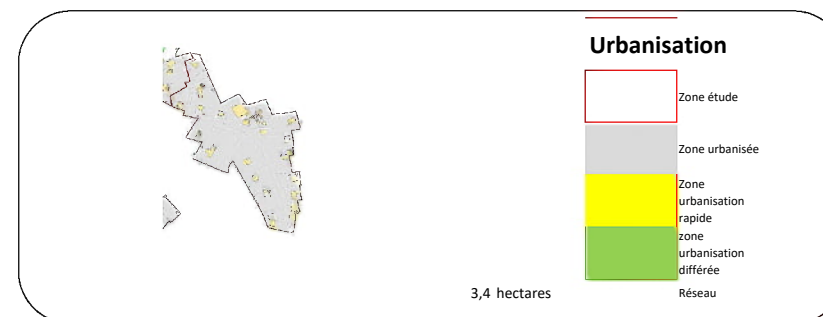 Urbanisation
Zone étude
Zone urbanisée
Zone
urbanisation
rapide
zone
urbanisation
différée
3,4 hectares
Réseau